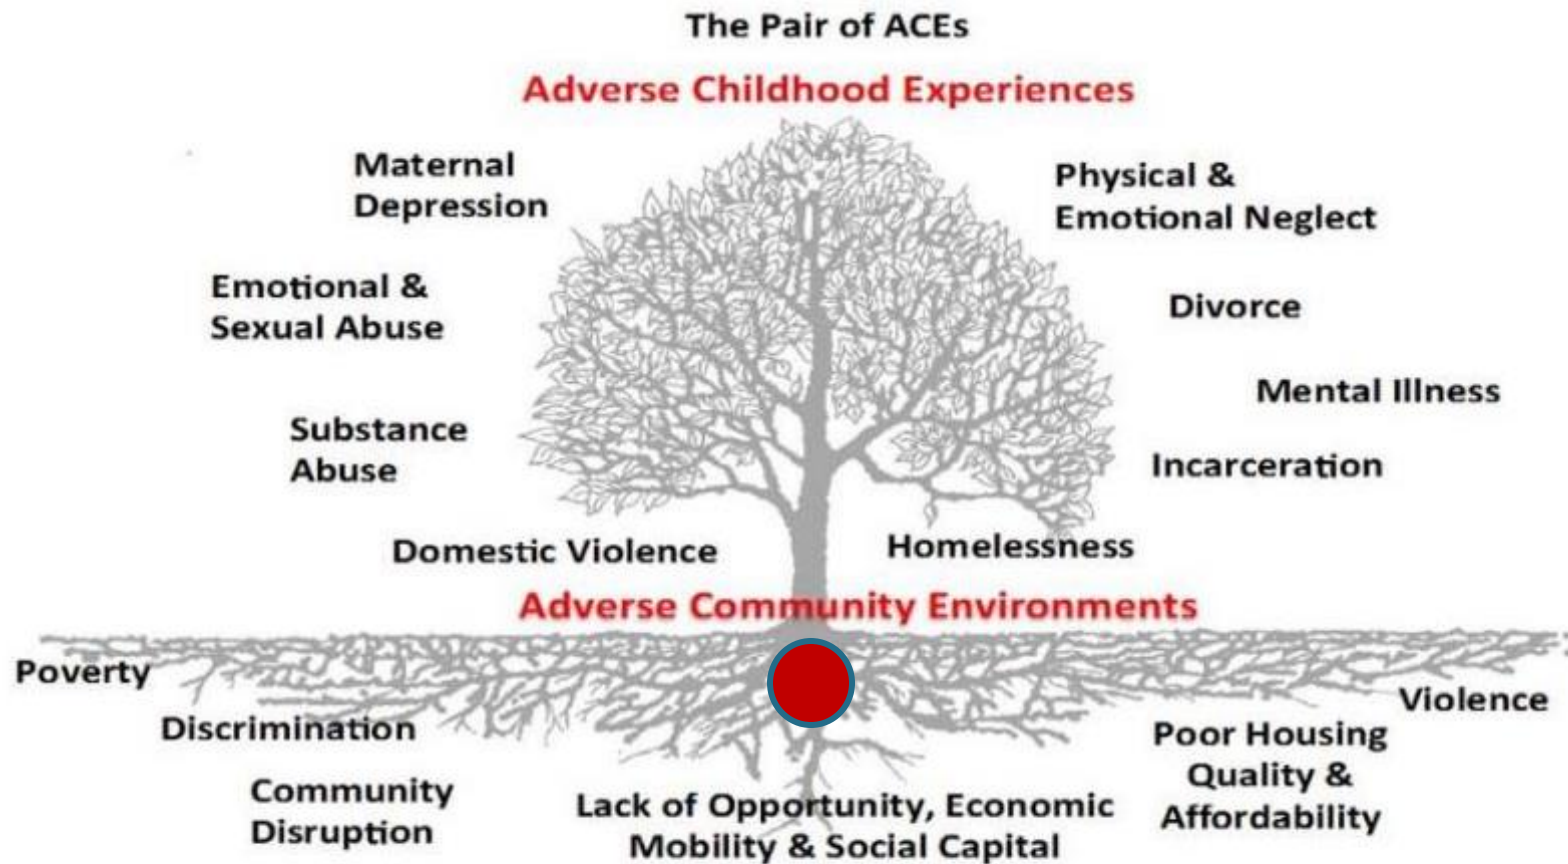 The Pair of ACEs
Adverse Childhood Experiences
Maternal
Depression
Physical &
Emotional Neglect
Emotional &
Sexual Abuse
Divorce
Mental Illness
Substance
Abuse
Incarceration
Domestic Violence
Homelessness
Adverse Community Environments
Poverty
Violence
Discrimination
Poor Housing
Quality &
Affordability
Community
Disruption
Lack of Opportunity, Economic
Mobility & Social Capital